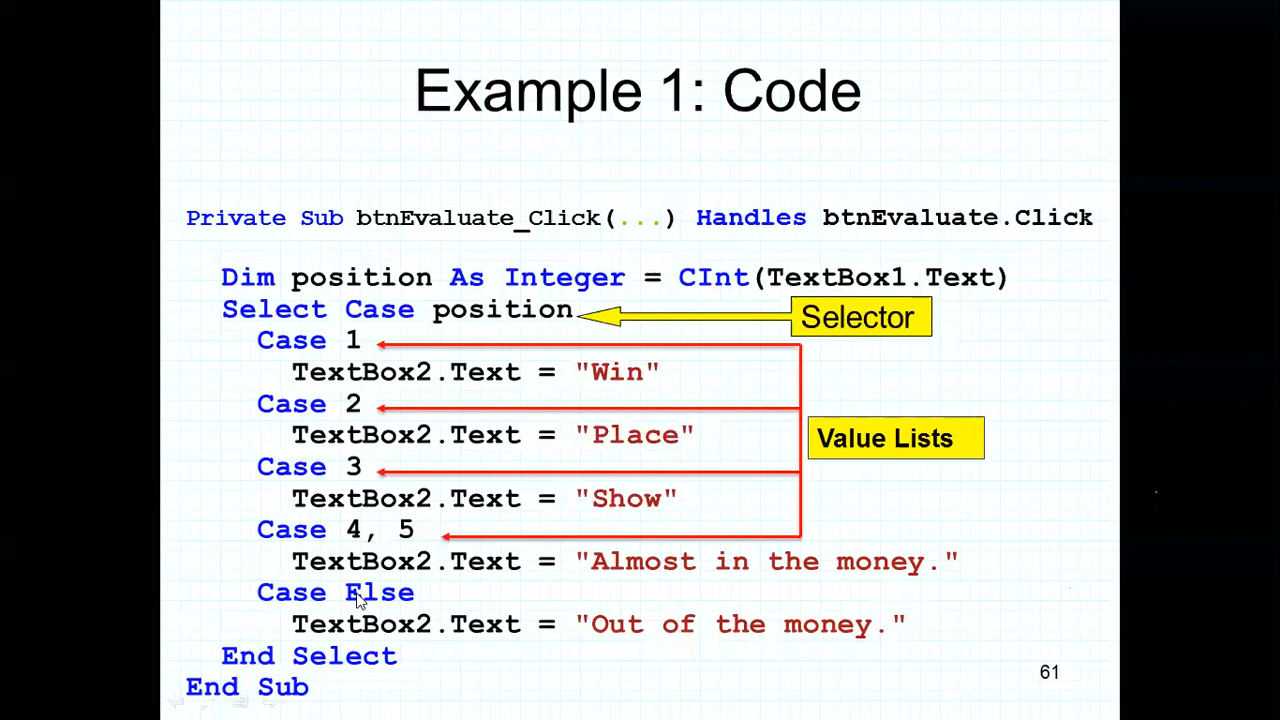 Example 1: Code
Private Sub btnEvaluate_Click(...) Handles btnEvaluate.Click
Dim position As Integer = CInt(TextBox1.Text)
Select Case position
Selector
Case 1
TextBox2.Text = "Win"
Case 2
TextBox2.Text = "Place"
Value Lists
Case 3
TextBox2.Text = "Show"
Case 4, 5
TextBox2.Text = "Almost in the money."
Case Else
TextBox2.Text = "Out of the money."
End Select
End Sub
61